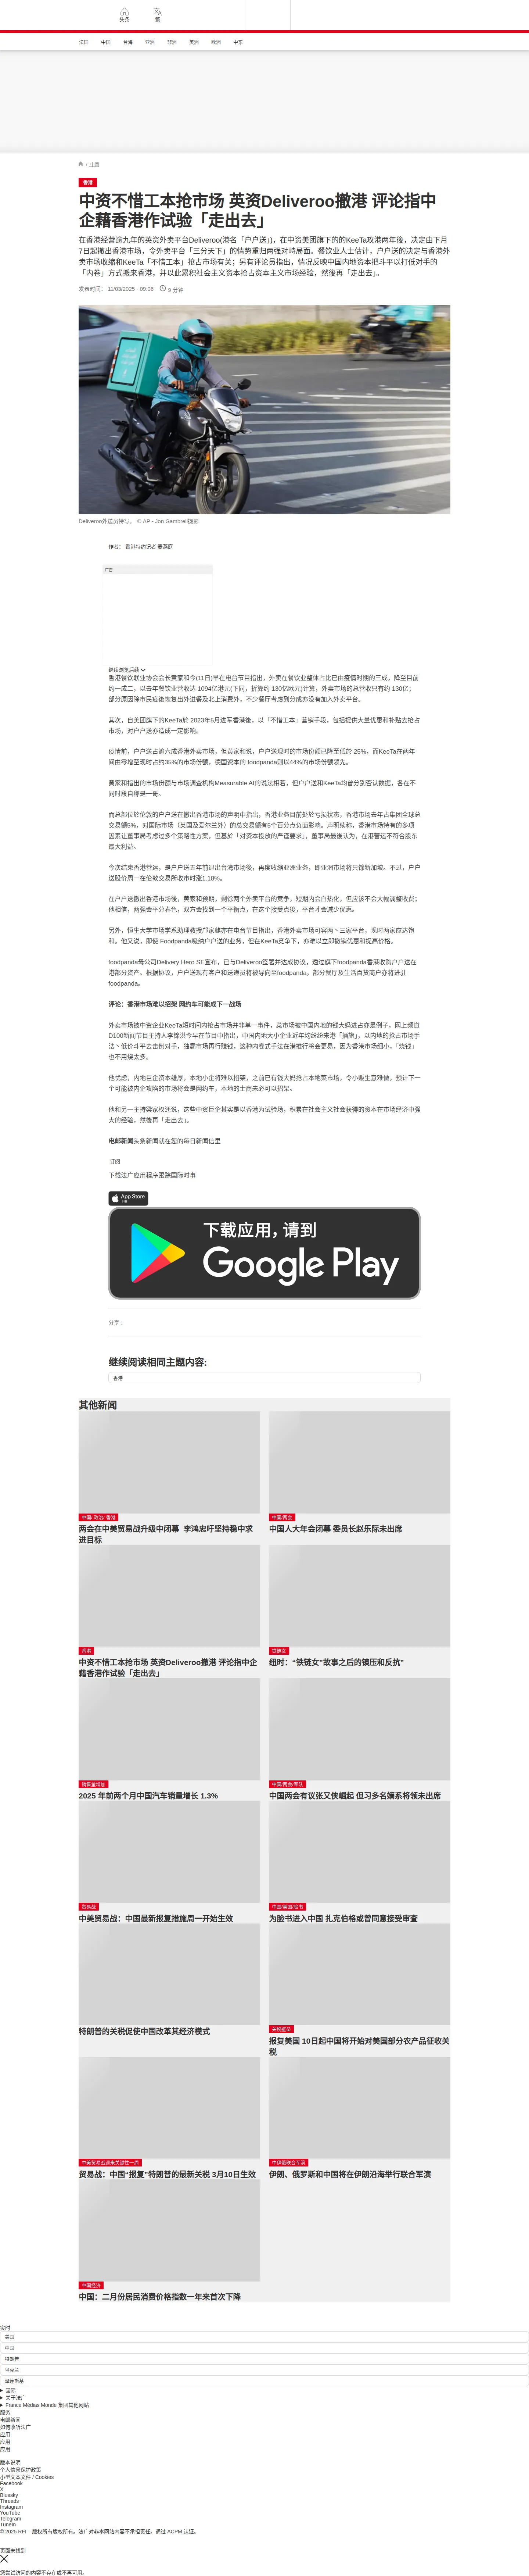 头条
繁
法国
中国
台海
亚洲
非洲
美洲
欧洲
中东
/ 中国
香港
中资不惜工本抢市场 英资Deliveroo撤港 评论指中
企藉香港作试验「走出去」
在香港经营逾九年的英资外卖平台Deliveroo(港名「户户送」)，在中资美团旗下的的KeeTa攻港两年後，决定由下月
7日起撤出香港市场，令外卖平台「三分天下」的情势重归两强对峙局面。餐饮业人士估计，户户送的决定与香港外
卖市场收缩和KeeTa「不惜工本」抢占市场有关；另有评论员指出，情况反映中国内地资本把斗平以打低对手的
「内卷」方式搬来香港，并以此累积社会主义资本抢占资本主义市场经验，然後再「走出去」。
发表时间： 11/03/2025 - 09:06
9 分钟
Deliveroo外送员特写。 © AP - Jon Gambrell摄影
作者： 香港特约记者 麦燕庭
广告
继续浏览后续
香港餐饮联业协会会长黄家和今(11日)早在电台节目指出，外卖在餐饮业整体占比已由疫情时期的三成，降至目前
约一成二，以去年餐饮业营收达 1094亿港元(下同，折算约 130亿欧元)计算，外卖市场的总营收只有约 130亿；
部分原因除市民疫後恢复出外进餐及北上消费外，不少餐厅考虑到分成亦没有加入外卖平台。
其次，自美团旗下的KeeTa於 2023年5月进军香港後，以「不惜工本」营销手段，包括提供大量优惠和补帖去抢占
市场，对户户送亦造成一定影响。
疫情前，户户送占逾六成香港外卖市场，但黄家和说，户户送现时的市场份额已降至低於 25%，而KeeTa在两年
间由零增至现时占约35%的市场份额，德国资本的 foodpanda则以44%的市场份额领先。
黄家和指出的市场份额与市场调查机构Measurable AI的说法相若，但户户送和KeeTa均曾分别否认数据，各在不
同时段自称是一哥。
而总部位於伦敦的户户送在撤出香港市场的声明中指出，香港业务目前处於亏损状态，香港市场去年占集团全球总
交易额5%，对国际市场（英国及爱尔兰外）的总交易额有5个百分点负面影响。声明续称，香港市场持有的多项
因素让董事局考虑过多个策略性方案，但基於「对资本投放的严谨要求」，董事局最後认为，在港营运不符合股东
最大利益。
今次结束香港营运，是户户送五年前退出台湾市场後，再度收缩亚洲业务，即亚洲市场将只馀新加坡。不过，户户
送股价周一在伦敦交易所收市时涨1.18%。
在户户送撤出香港市场後，黄家和预期，剩馀两个外卖平台的竞争，短期内会白热化，但应该不会大幅调整收费；
他相信，两强会平分春色，双方会找到一个平衡点，在这个接受点後，平台才会减少优惠。
另外，恒生大学市场学系助理教授邝家麒亦在电台节目指出，香港外卖市场可容两丶三家平台，现时两家应达饱
和。他又说，即使 Foodpanda吸纳户户送的业务，但在KeeTa竞争下，亦难以立即撤销优惠和提高价格。
foodpanda母公司Delivery Hero SE宣布，已与Deliveroo签署并达成协议，透过旗下foodpanda香港收购户户送在
港部分资产。根据协议，户户送现有客户和送递员将被导向至foodpanda，部分餐厅及生活百货商户亦将进驻
foodpanda。
评论：香港市场难以招架 网约车可能成下一战场
外卖市场被中资企业KeeTa短时间内抢占市场并非单一事件，菜市场被中国内地的钱大妈进占亦是例子，网上频道
D100新闻节目主持人李锦洪今早在节目中指出，中国内地大小企业近年均纷纷来港「插旗」，以内地的抢占市场手
法丶低价斗平去击倒对手，独霸市场再行赚钱，这种内卷式手法在港推行将会更易，因为香港市场细小，「烧钱」
也不用烧太多。
他忧虑，内地巨企资本雄厚，本地小企将难以招架，之前已有钱大妈抢占本地菜市场，令小贩生意难做，预计下一
个可能被内企攻陷的市场将会是网约车，本地的士商未必可以招架。
他和另一主持梁家权还说，这些中资巨企其实是以香港为试验场，积累在社会主义社会获得的资本在市场经济中强
大的经验，然後再「走出去」。
电邮新闻头条新闻就在您的每日新闻信里
订阅
下载法广应用程序跟踪国际时事
App Store
下载
下载应用，请到
Google Play
分享 :
继续阅读相同主题内容:
香港
其他新闻
中国/ 政治/ 香港
两会在中美贸易战升级中闭幕 李鸿忠吁坚持稳中求
进目标
中国/两会
中国人大年会闭幕 委员长赵乐际未出席
香港
中资不惜工本抢市场 英资Deliveroo撤港 评论指中企
藉香港作试验「走出去」
铁链女
纽时：“铁链女”故事之后的镇压和反抗”
销售量增加
2025 年前两个月中国汽车销量增长 1.3%
中国/两会/军队
中国两会有议张又侠崛起 但习多名嫡系将领未出席
贸易战
中美贸易战：中国最新报复措施周一开始生效
中国/美国/脸书
为脸书进入中国 扎克伯格或曾同意接受审查
特朗普的关税促使中国改革其经济模式
关税壁垒
报复美国 10日起中国将开始对美国部分农产品征收关
税
中美贸易战迎来关键性一周
贸易战：中国“报复”特朗普的最新关税 3月10日生效
中伊俄联合军演
伊朗、俄罗斯和中国将在伊朗沿海举行联合军演
中国经济
中国：二月份居民消费价格指数一年来首次下降
实时
美国
中国
特朗普
乌克兰
泽连斯基
国际
关于法广
France Médias Monde 集团其他网站
服务
电邮新闻
如何收听法广
应用
应用
应用
版本说明
个人信息保护政策
小型文本文件 / Cookies
Facebook
X
Bluesky
Threads
Instagram
YouTube
Telegram
TuneIn
© 2025 RFI – 版权所有版权所有。法广对非本网站内容不承担责任。通过 ACPM 认证。
页面未找到
您尝试访问的内容不存在或不再可用。